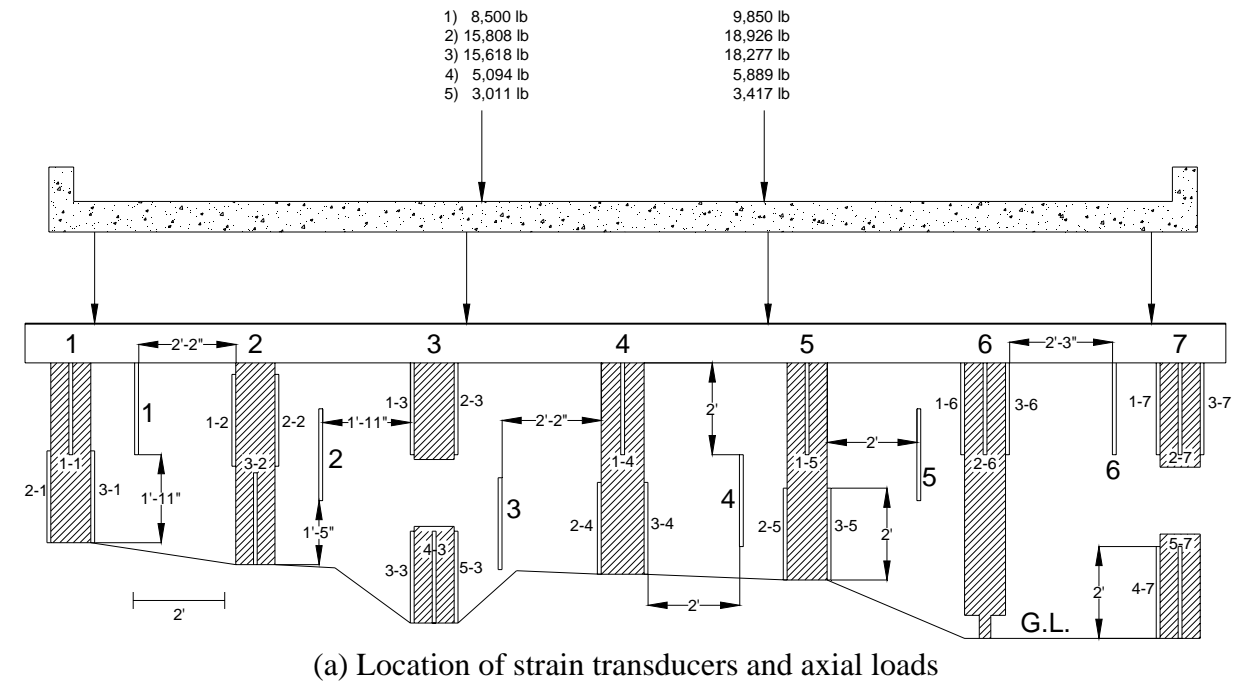 1) 8,500 lb 9,850 lb
2) 15,808 lb 18,926 lb
3) 15,618 lb 18,277 lb
4) 5,094 lb 5,889 lb
5) 3,011 lb 3,417 lb
1 2'-2" 2 3 4 5 6 2'-3" 7
1 1-2 2-2 1'-11" 1-3 2-3 2'-2" 2' 2' 1-6 3-6 1-7 3-7
2-1 1-1 3-1 1'-11" 3-2 2 1-4 1-5 5 2-6 6 2-7
1'-5" 3 2-4 3-4 4 2-5 3-5 2'
3-3 4-3 5-3 2' 4-7 5-7
2' 2' G.L.
(a) Location of strain transducers and axial loads